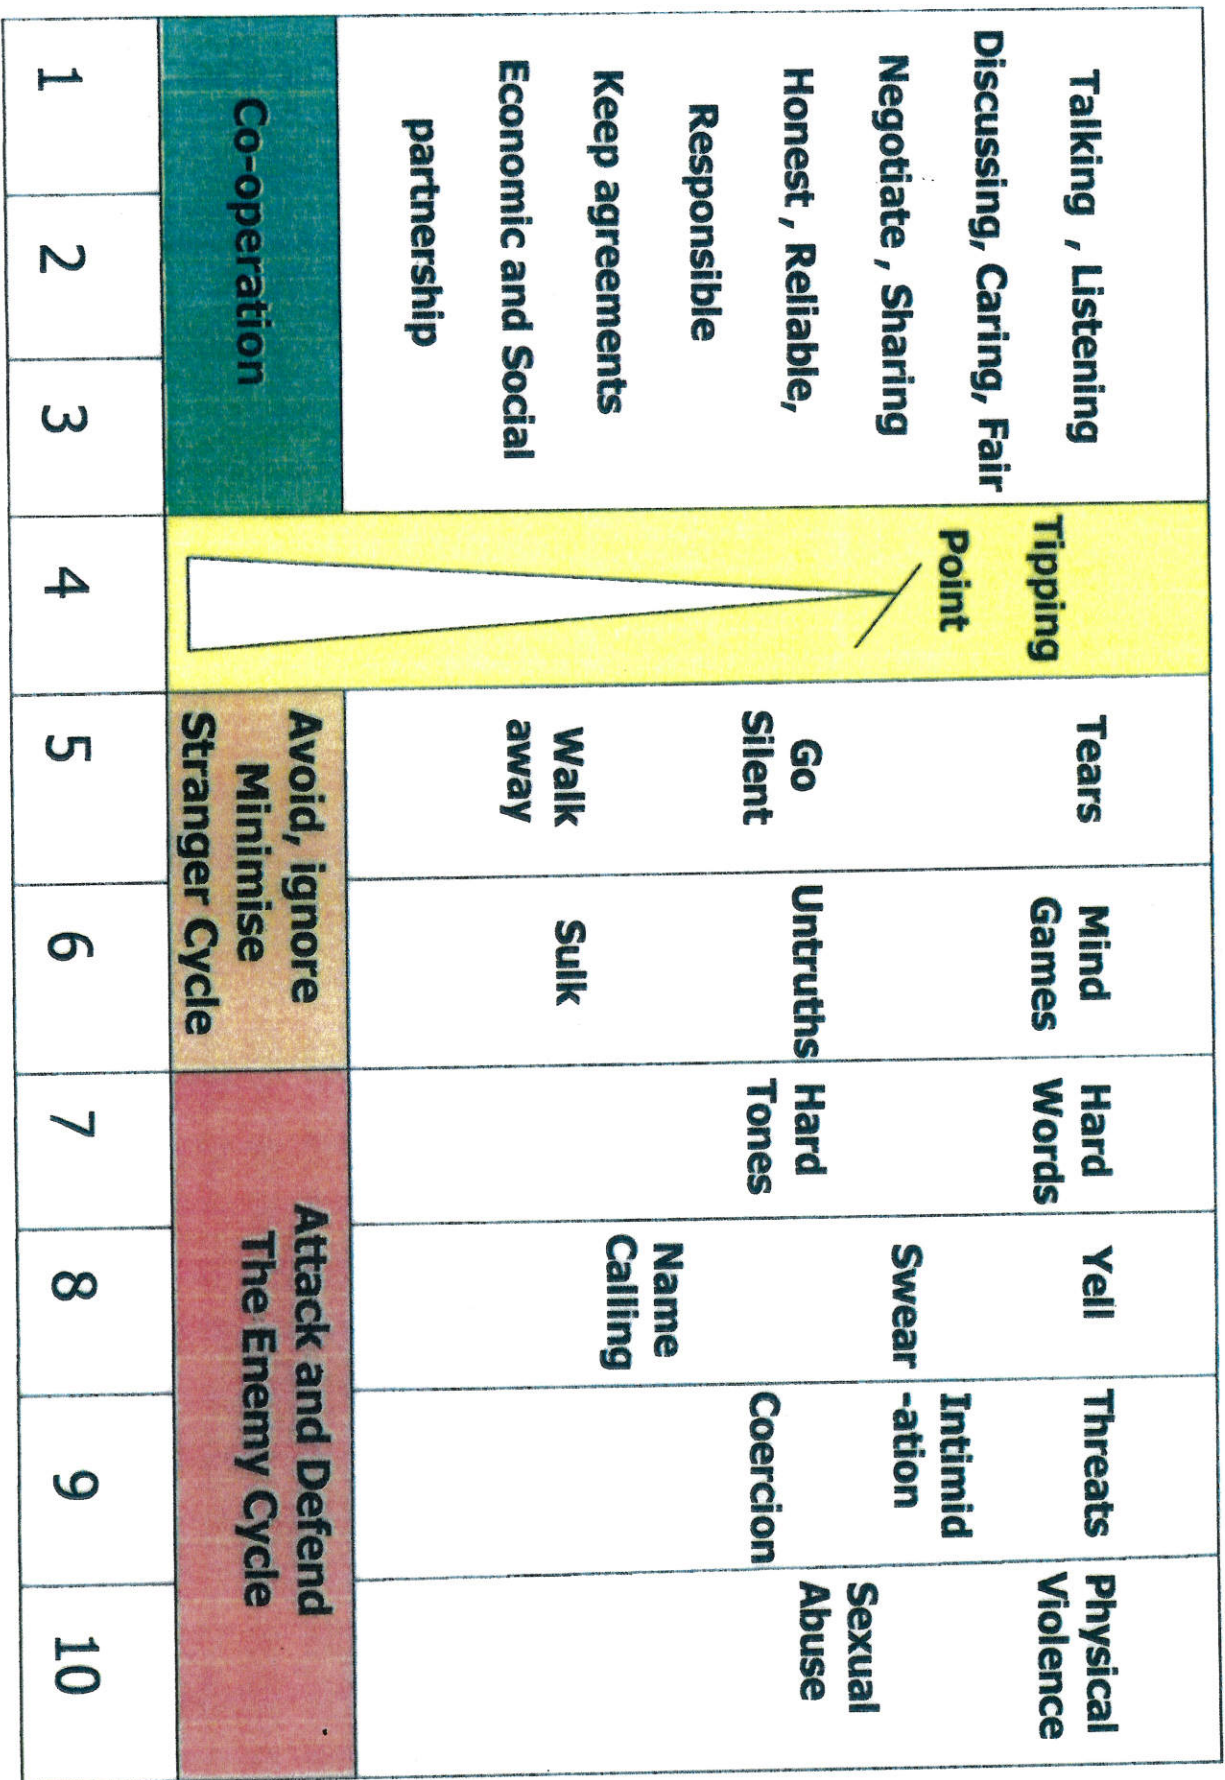 Talking , Listening
Discussing, Caring, Fair
Negotiate , Sharing
Honest , Reliable,
Responsible
Keep agreements
Economic and Social
partnership
Tipping
Point
Tears
Go
Silent
Walk
away
Mind
Games
Untruths
Sulk
Hard
Words
Hard
Tones
Yell
Swear
Name
Calling
Threats
Intimid
-ation
Coercion
Physical
Violence
Sexual
Abuse
Co-operation
Avoid, ignore
Minimise
Stranger Cycle
Attack and Defend
The Enemy Cycle
1
2
3
4
5
6
7
8
9
10